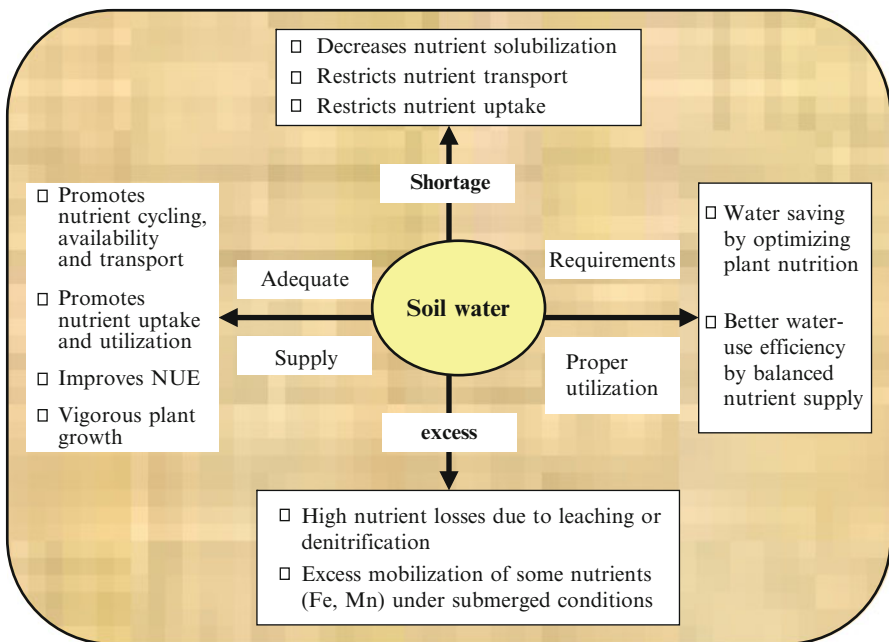 □ Decreases nutrient solubilization
□ Restricts nutrient transport
□ Restricts nutrient uptake
Shortage
□ Promotes
nutrient cycling,
availability
and transport
□ Promotes
nutrient uptake
and utilization
□ Improves NUE
□ Vigorous plant
growth
Adequate
Supply
Soil water
Requirements
Proper
utilization
□ Water saving
by optimizing
plant nutrition
□ Better water-
use efficiency
by balanced
nutrient supply
excess
□ High nutrient losses due to leaching or
denitrification
□ Excess mobilization of some nutrients
(Fe, Mn) under submerged conditions